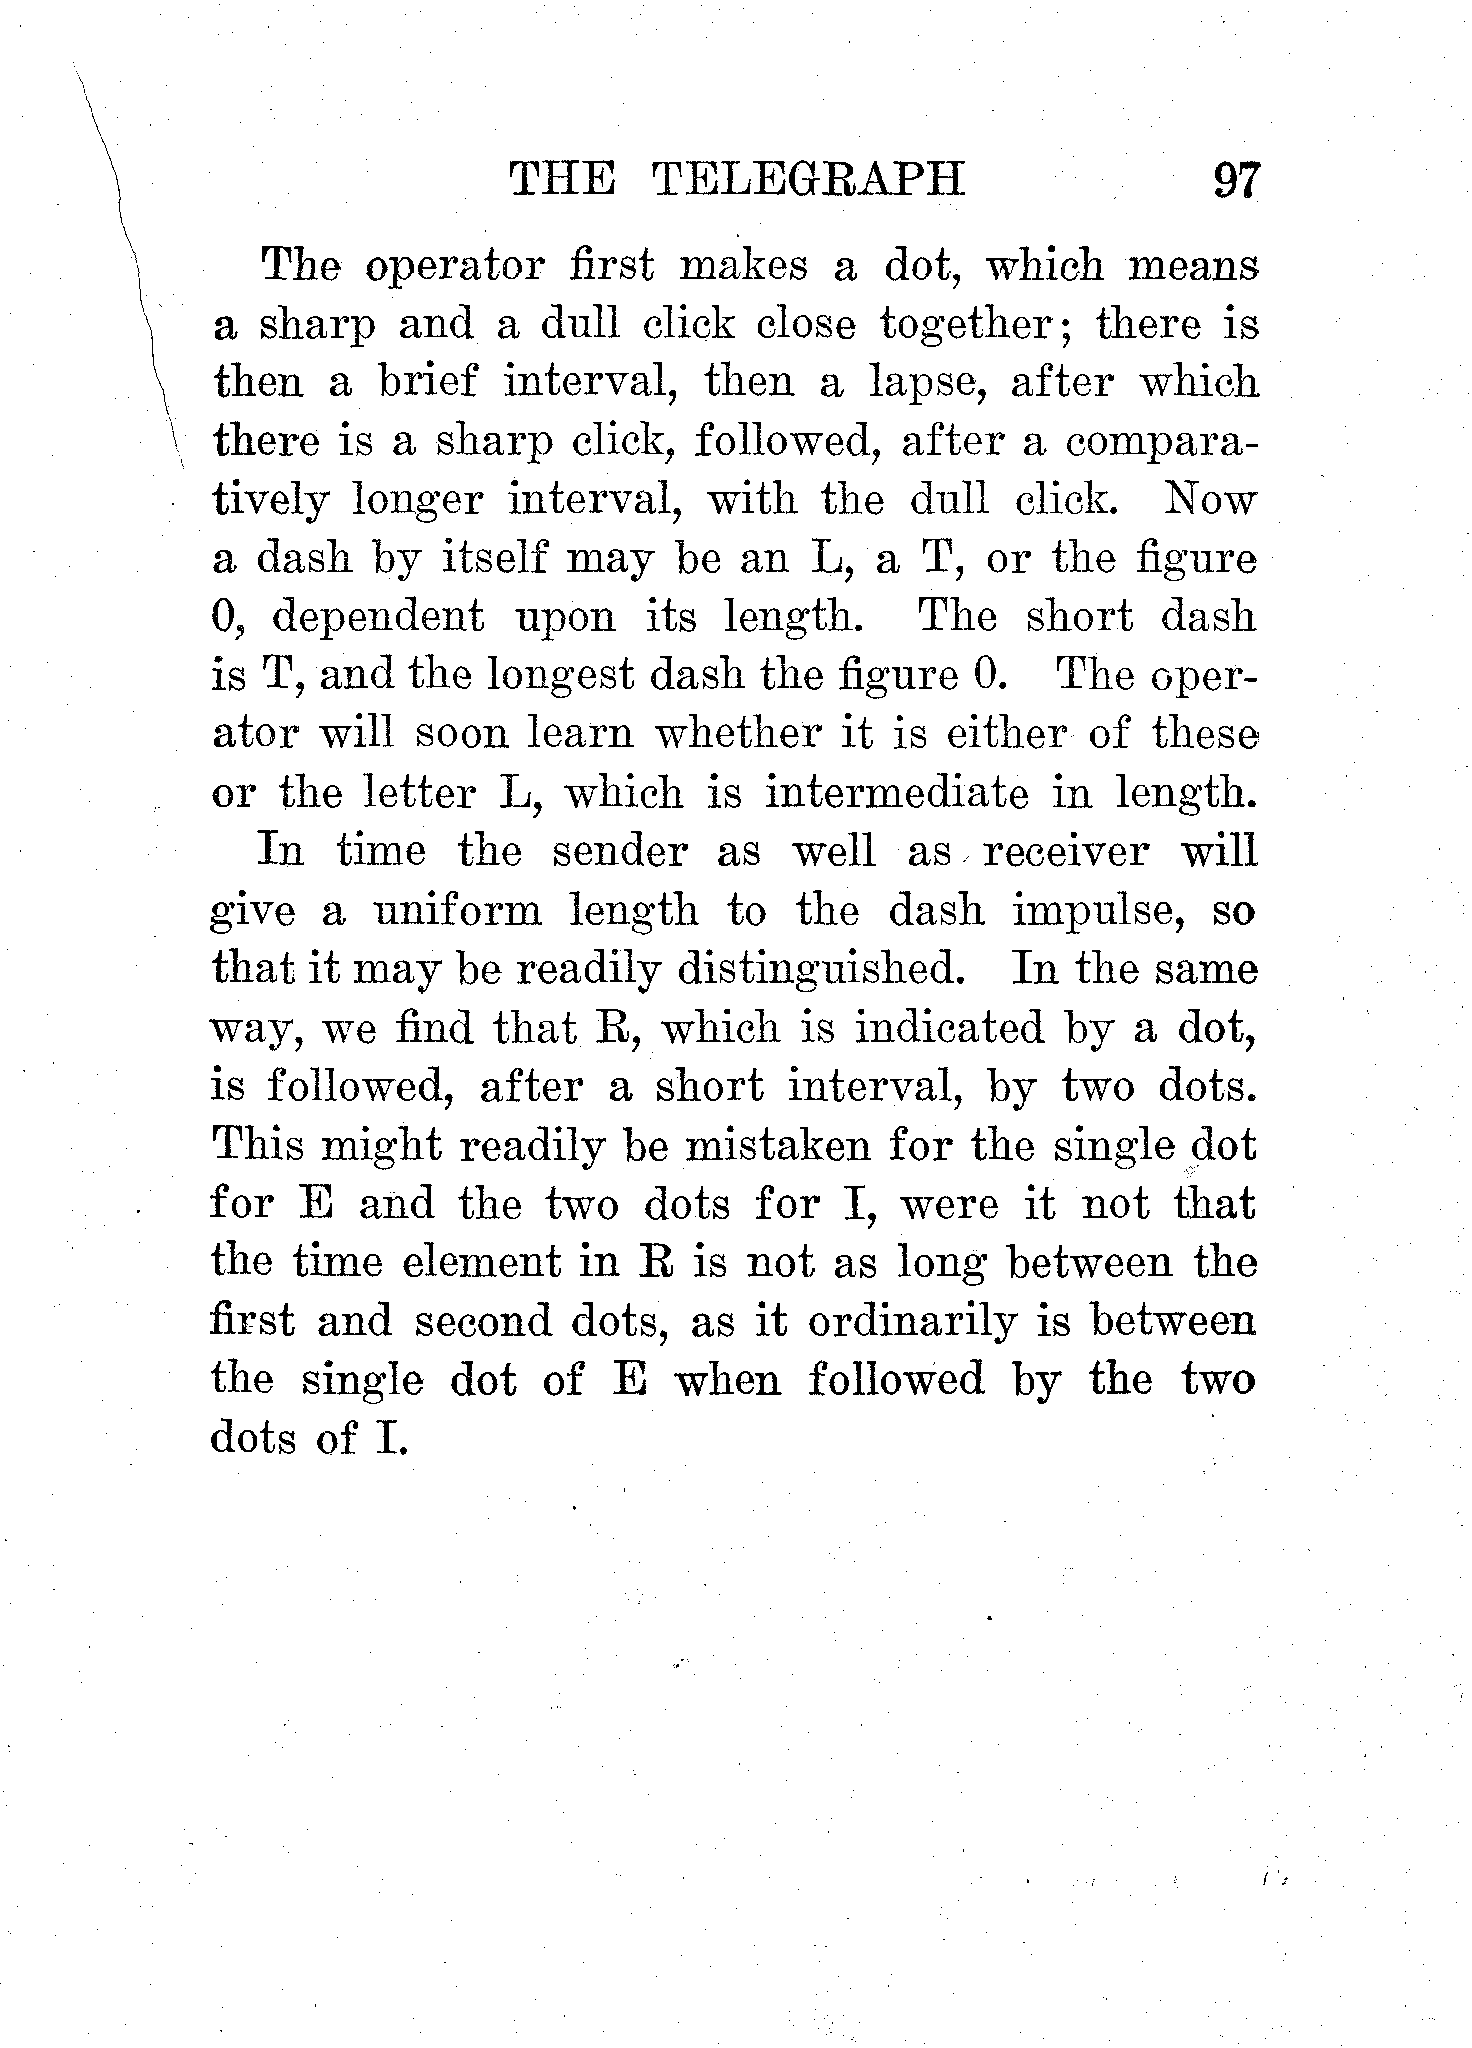 THE TELEGRAPH 97
The operator first makes a dot, which means
a sharp and a dull click close together; there is
then a brief interval, then a lapse, after which
there is a sharp click, followed, after a compara-
tively longer interval, with the dull click. Now
a dash by itself may be an L, a T, or the figure
0, dependent upon its length. The short dash
is T, and the longest dash the figure 0. The oper-
ator will soon learn whether it is either of these
or the letter L, which is intermediate in length.
In time the sender as well as receiver will
give a uniform length to the dash impulse, so
that it may be readily distinguished. In the same
way, we find that R, which is indicated by a dot,
is followed, after a short interval, by two dots.
This might readily be mistaken for the single dot
for E and the two dots for I, were it not that
the time element in R is not as long between the
first and second dots, as it ordinarily is between
the single dot of E when followed by the two
dots of I.